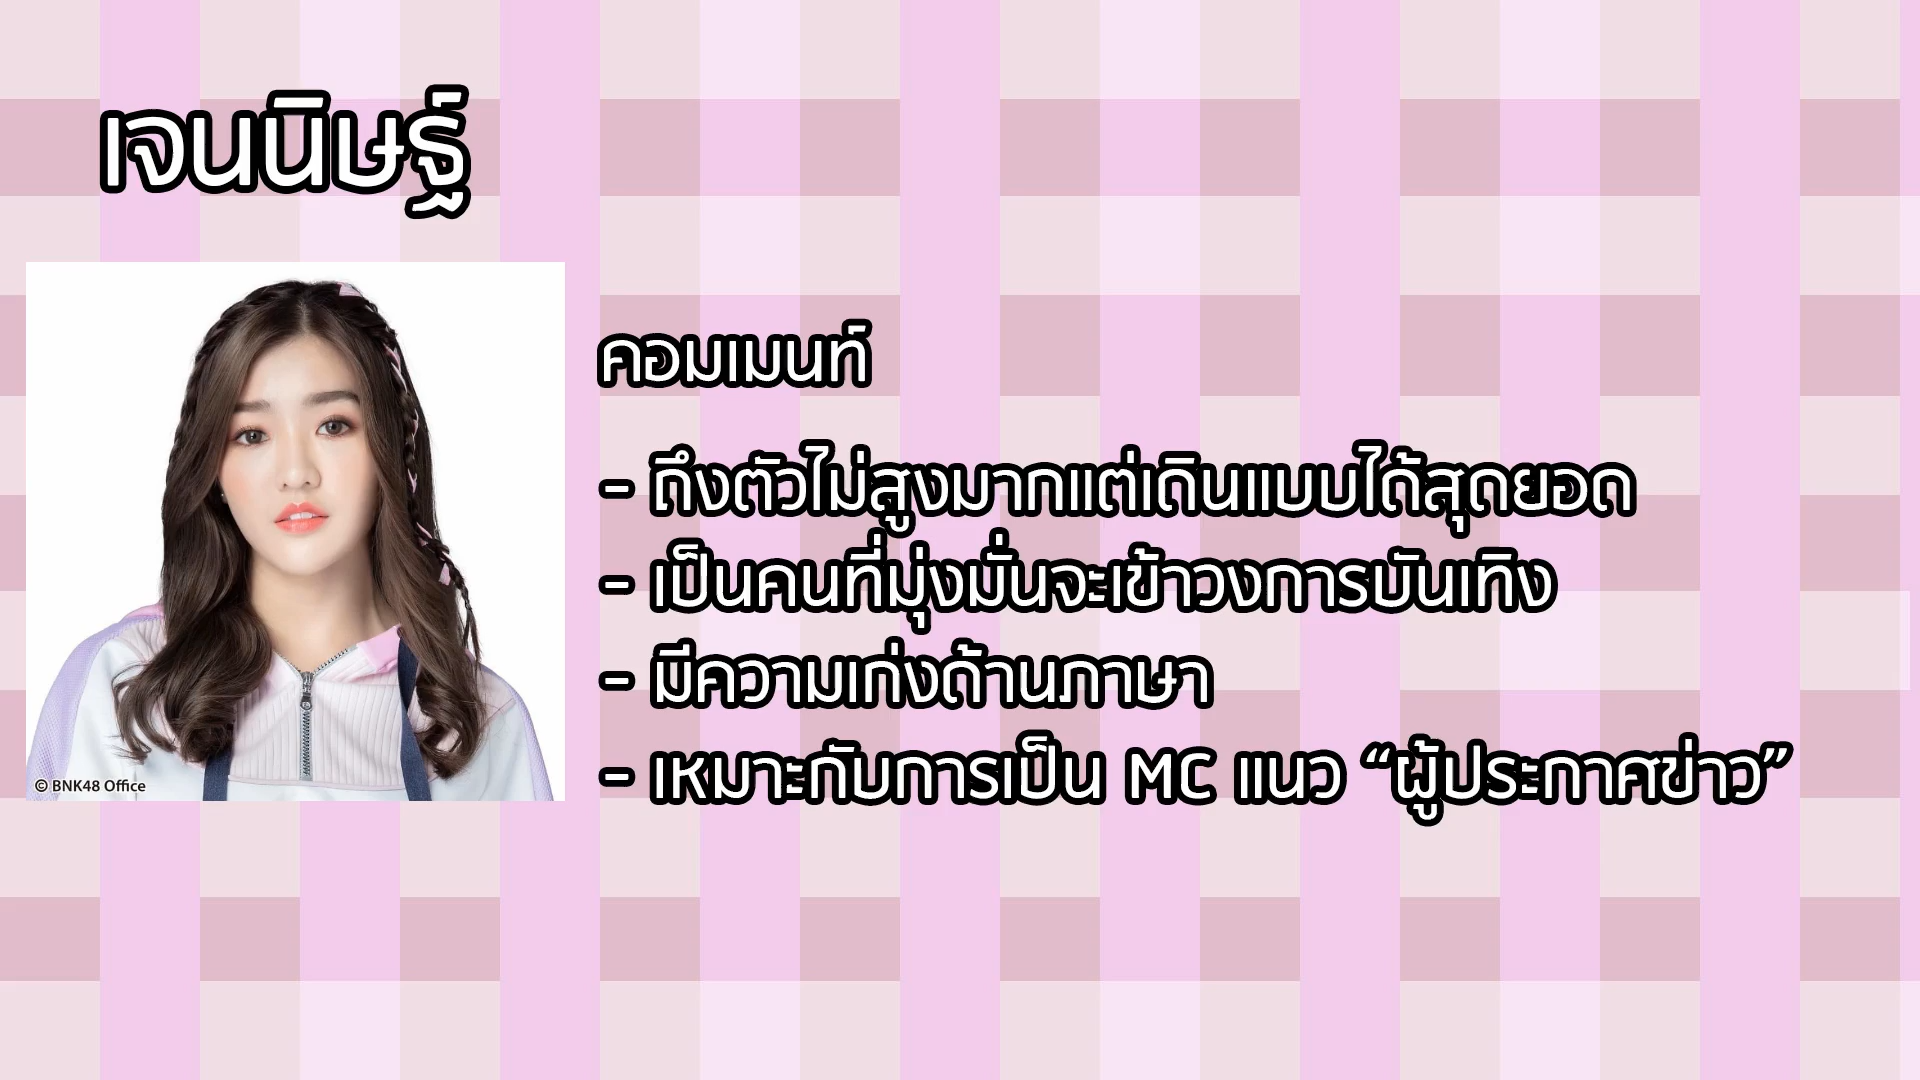 เจนนิษฐ์
คอมเมนท์
- ถึงตัวไม่สูงมากแต่เดินแบบได้สุดยอด
- เป็นคนที่มุ่งมั่นจะเข้าวงการบันเทิง
- มีความเก่งด้านภาษา
- เหมาะกับการเป็น MC แนว “ผู้ประกาศข่าว”
© BNK48 Office